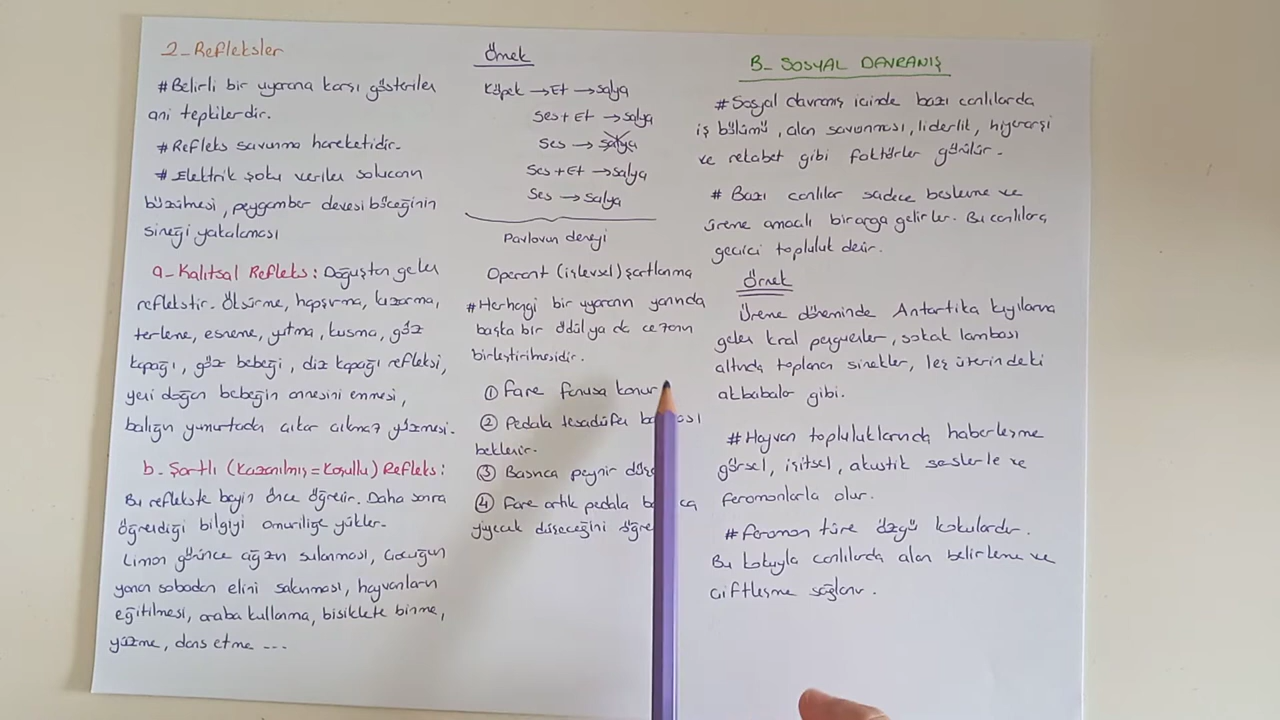 2- Refleksler
# Belirli bir uyarana karşı gösterilen
ani tepkilerdir.
# Refleks savunma hareketidir.
# Elektrik şoku verilen solucanın
büzülmesi, peygamber devesi böceğinin
sineği yakalaması
a- Kalıtsal Refleks: Doğuştan gelen
reflekstir. Öksürme, hapşırma, kızarma,
terleme, esneme, yutma, kusma, göz
kapağı, göz bebeği, diz kapağı refleksi,
yeni doğan bebeğin annesini emmesi,
balığın yumurtadan çıkar çıkmaz yüzmesi.
b- Şartlı (Kazanılmış = Koşullu) Refleks:
Bu reflekste beyin önce öğrenir. Daha sonra
öğrendiği bilgiyi omuriliğe yükler.
Limon görünce ağzın sulanması, çocuğun
yanan sobadan elini sakınması, hayvanların
eğitilmesi, araba kullanma, bisiklete binme,
yüzme, dans etme ---
Örnek
Köpek → Et → Salya
Ses + Et → Salya
Ses → Salya
Ses + Et → Salya
Ses → Salya
Pavlovun deneyi
Operant (işlevsel) şartlanma
# Herhangi bir uyaranın yanında
başka bir ödül ya da cezanın
birleştirilmesidir.
① Fare fanusa konur
② Pedala tesadüfen
beklenir.
③ Basınca peynir
④ Fare artık pedala
yiyecek düşeceğini
B- SOSYAL DAVRANIŞ
# Sosyal davranış içinde bazı canlılarda
iş bölümü, alan savunması, liderlik, hiyerarşi
ve rekabet gibi faktörler görülür.
# Bazı canlılar sadece beslenme ve
üreme amaçlı bir araya gelirler. Bu canlılara
geçici topluluk denir.
Örnek
Üreme döneminde Antartika kıyılarına
gelen kral penguenler, sokak lambası
altında toplanan sinekler, leş üzerindeki
akbabalar gibi.
# Hayvan topluluklarında haberleşme
görsel, işitsel, akustik seslerle ve
feromonlarla olur.
# Feromon türe özgü kokulardır.
Bu kokuyla canlılarda alan belirleme ve
çiftleşme sağlanır.